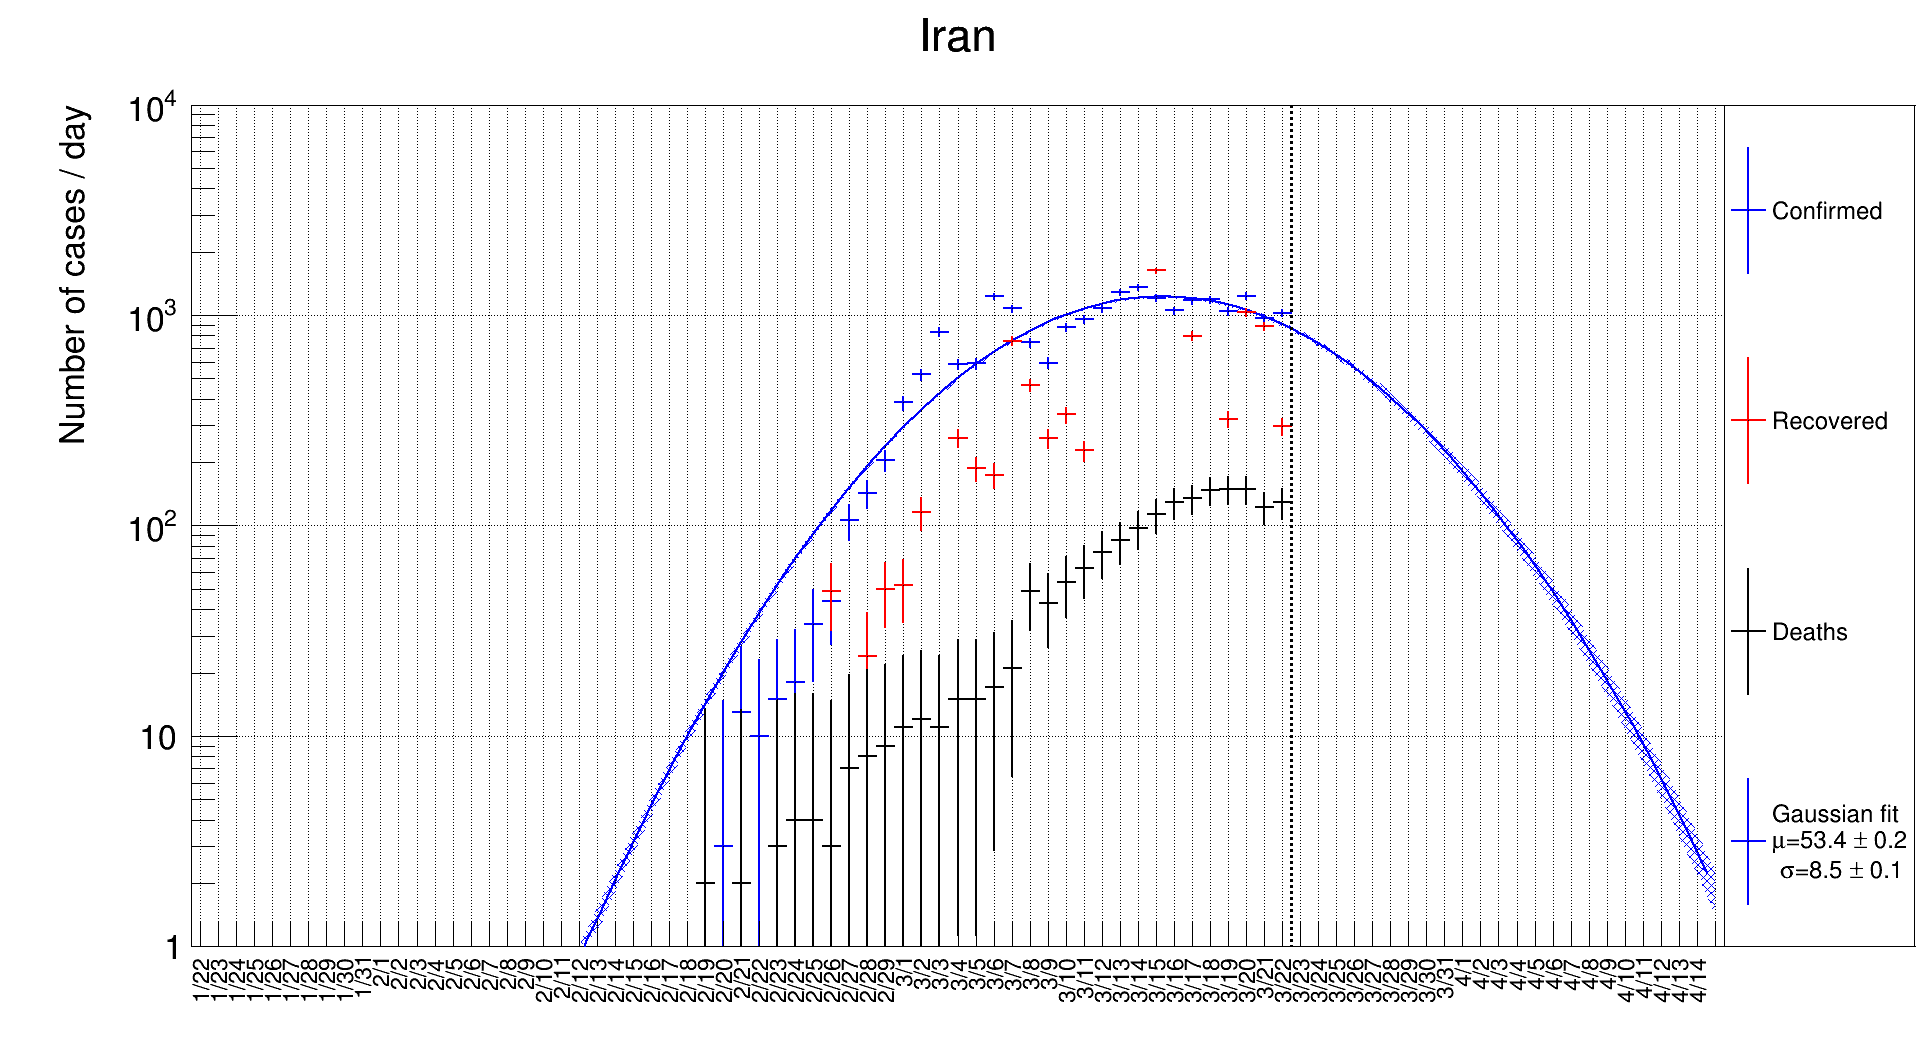 Iran
Number of cases / day
10⁴
10³
10²
10
1
1/22 1/23 1/24 1/25 1/26 1/27 1/28 1/29 1/30 1/31 2/1 2/2 2/3 2/4 2/5 2/6 2/7 2/8 2/9 2/10 2/11 2/12 2/13 2/14 2/15 2/16 2/17 2/18 2/19 2/20 2/21 2/22 2/23 2/24 2/25 2/26 2/27 2/28 2/29 3/1 3/2 3/3 3/4 3/5 3/6 3/7 3/8 3/9 3/10 3/11 3/12 3/13 3/14 3/15 3/16 3/17 3/18 3/19 3/20 3/21 3/22 3/23 3/24 3/25 3/26 3/27 3/28 3/29 3/30 3/31 4/1 4/2 4/3 4/4 4/5 4/6 4/7 4/8 4/9 4/10 4/11 4/12 4/13 4/14
Confirmed
Recovered
Deaths
Gaussian fit
μ=53.4 ± 0.2
σ=8.5 ± 0.1